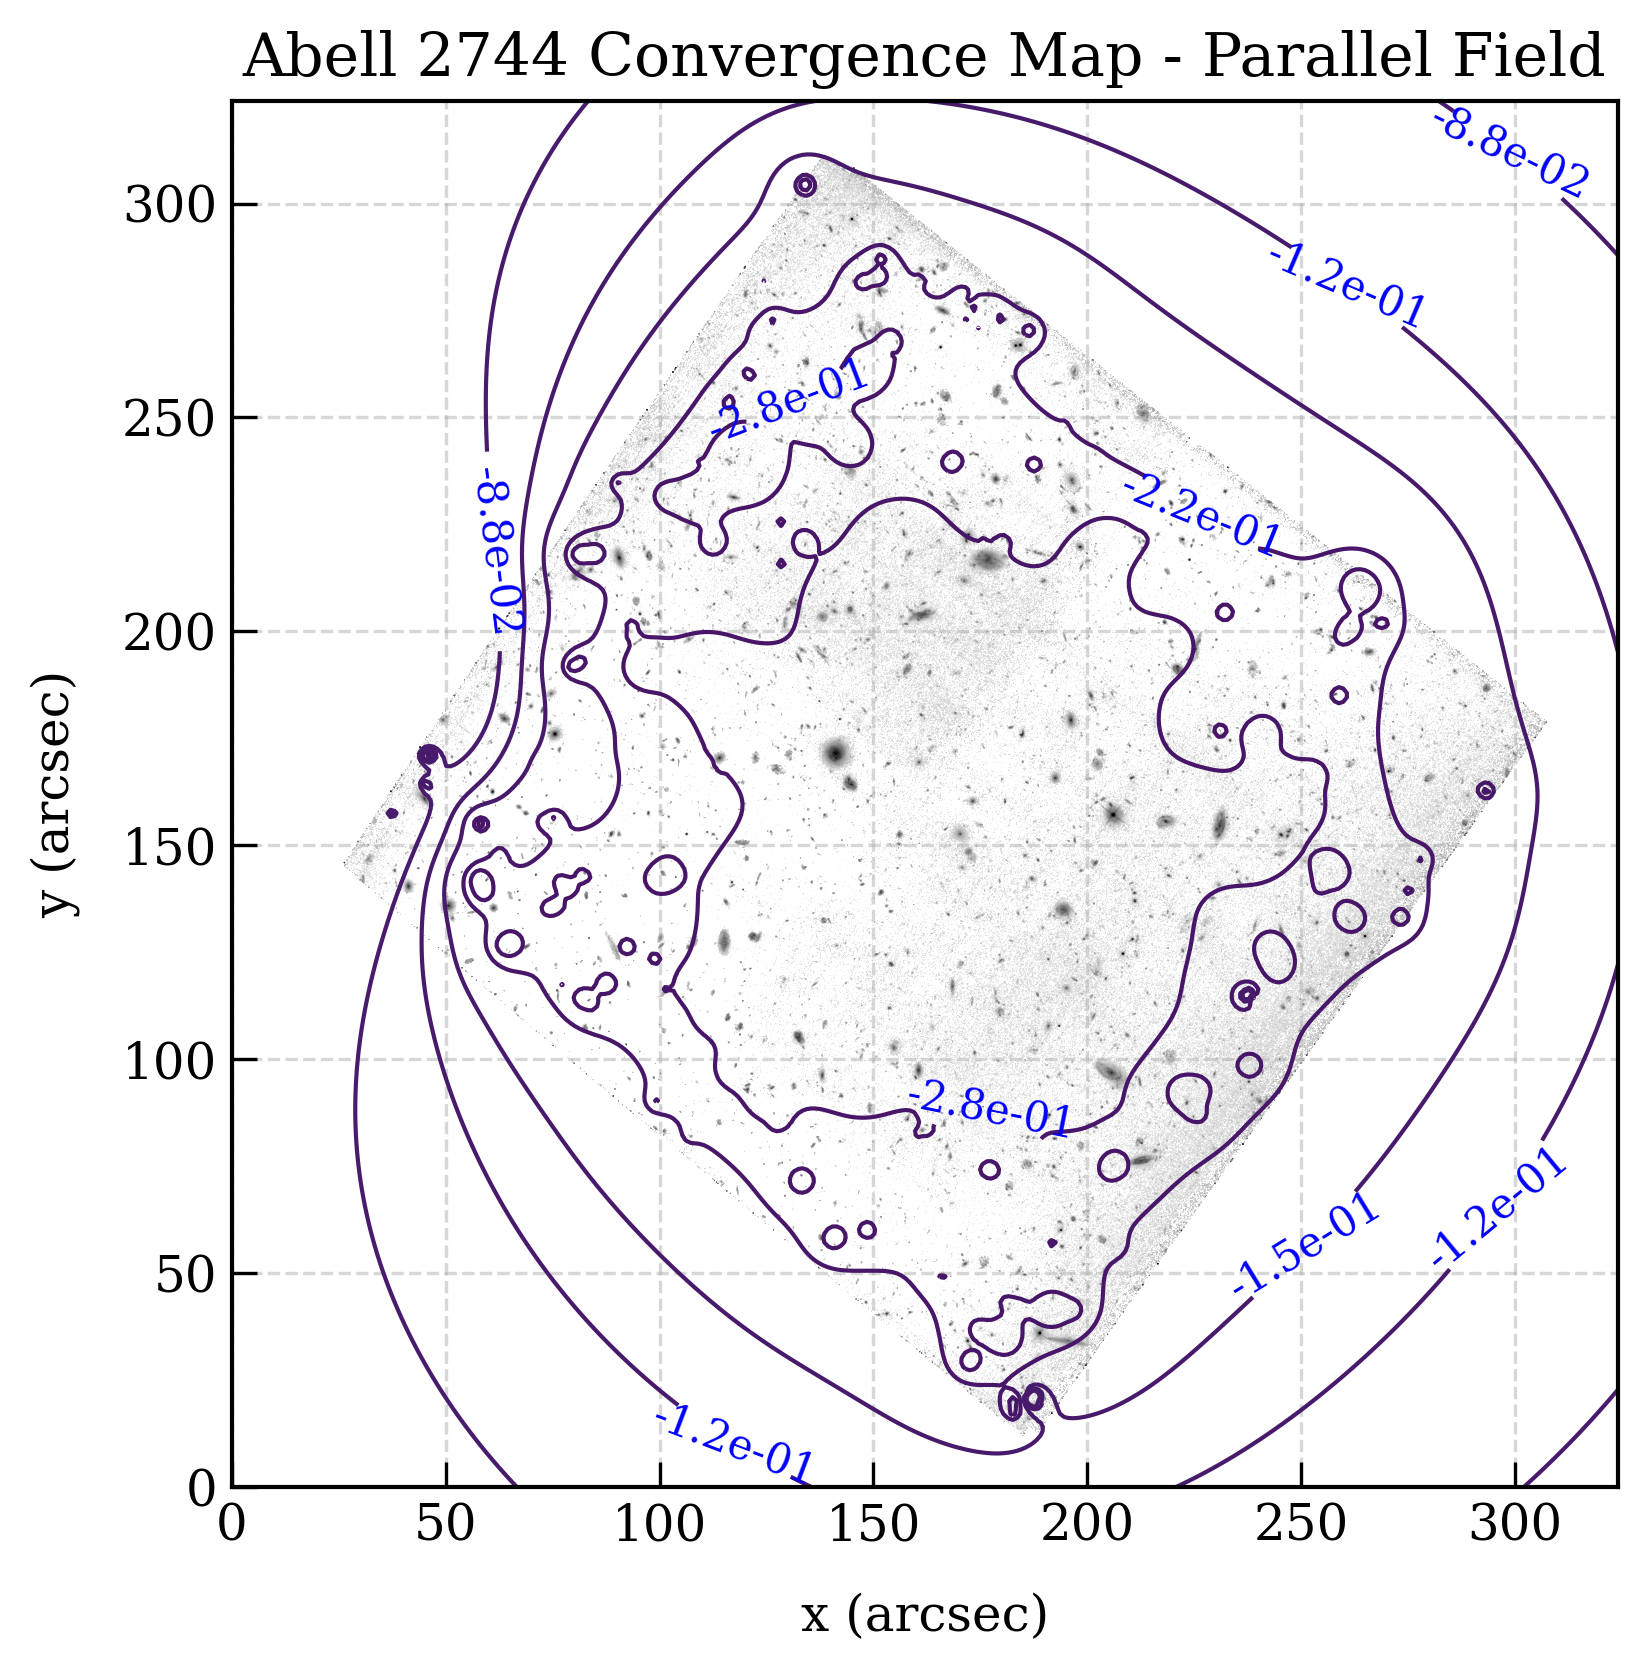 Abell 2744 Convergence Map - Parallel Field
-8.8e-02
-1.2e-01
-2.8e-01
-2.2e-01
-8.8e-02
-2.8e-01
-1.5e-01
-1.2e-01
-1.2e-01
300
250
200
150
100
50
0
y (arcsec)
0 50 100 150 200 250 300
x (arcsec)